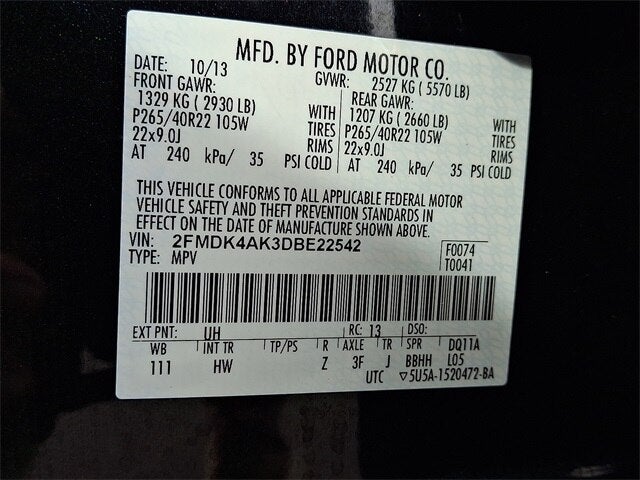 MFD. BY FORD MOTOR CO.
DATE: 10/13 GVWR: 2527 KG ( 5570 LB)
FRONT GAWR: REAR GAWR:
1329 KG ( 2930 LB) WITH 1207 KG ( 2660 LB) WITH
P265/40R22 105W TIRES P265/40R22 105W TIRES
22x9.0J RIMS 22x9.0J RIMS
AT 240 kPa/ 35 PSI COLD AT 240 kPa/ 35 PSI COLD
THIS VEHICLE CONFORMS TO ALL APPLICABLE FEDERAL MOTOR
VEHICLE SAFETY AND THEFT PREVENTION STANDARDS IN
EFFECT ON THE DATE OF MANUFACTURE SHOWN ABOVE.
VIN: 2FMDK4AK3DBE22542 F0074
TYPE: MPV T0041
EXT PNT: UH RC: 13 DSO:
WB INT TR TP/PS R AXLE TR SPR DQ11A
111 HW Z 3F J BBHH L05
UTC ▽5U5A-1520472-BA